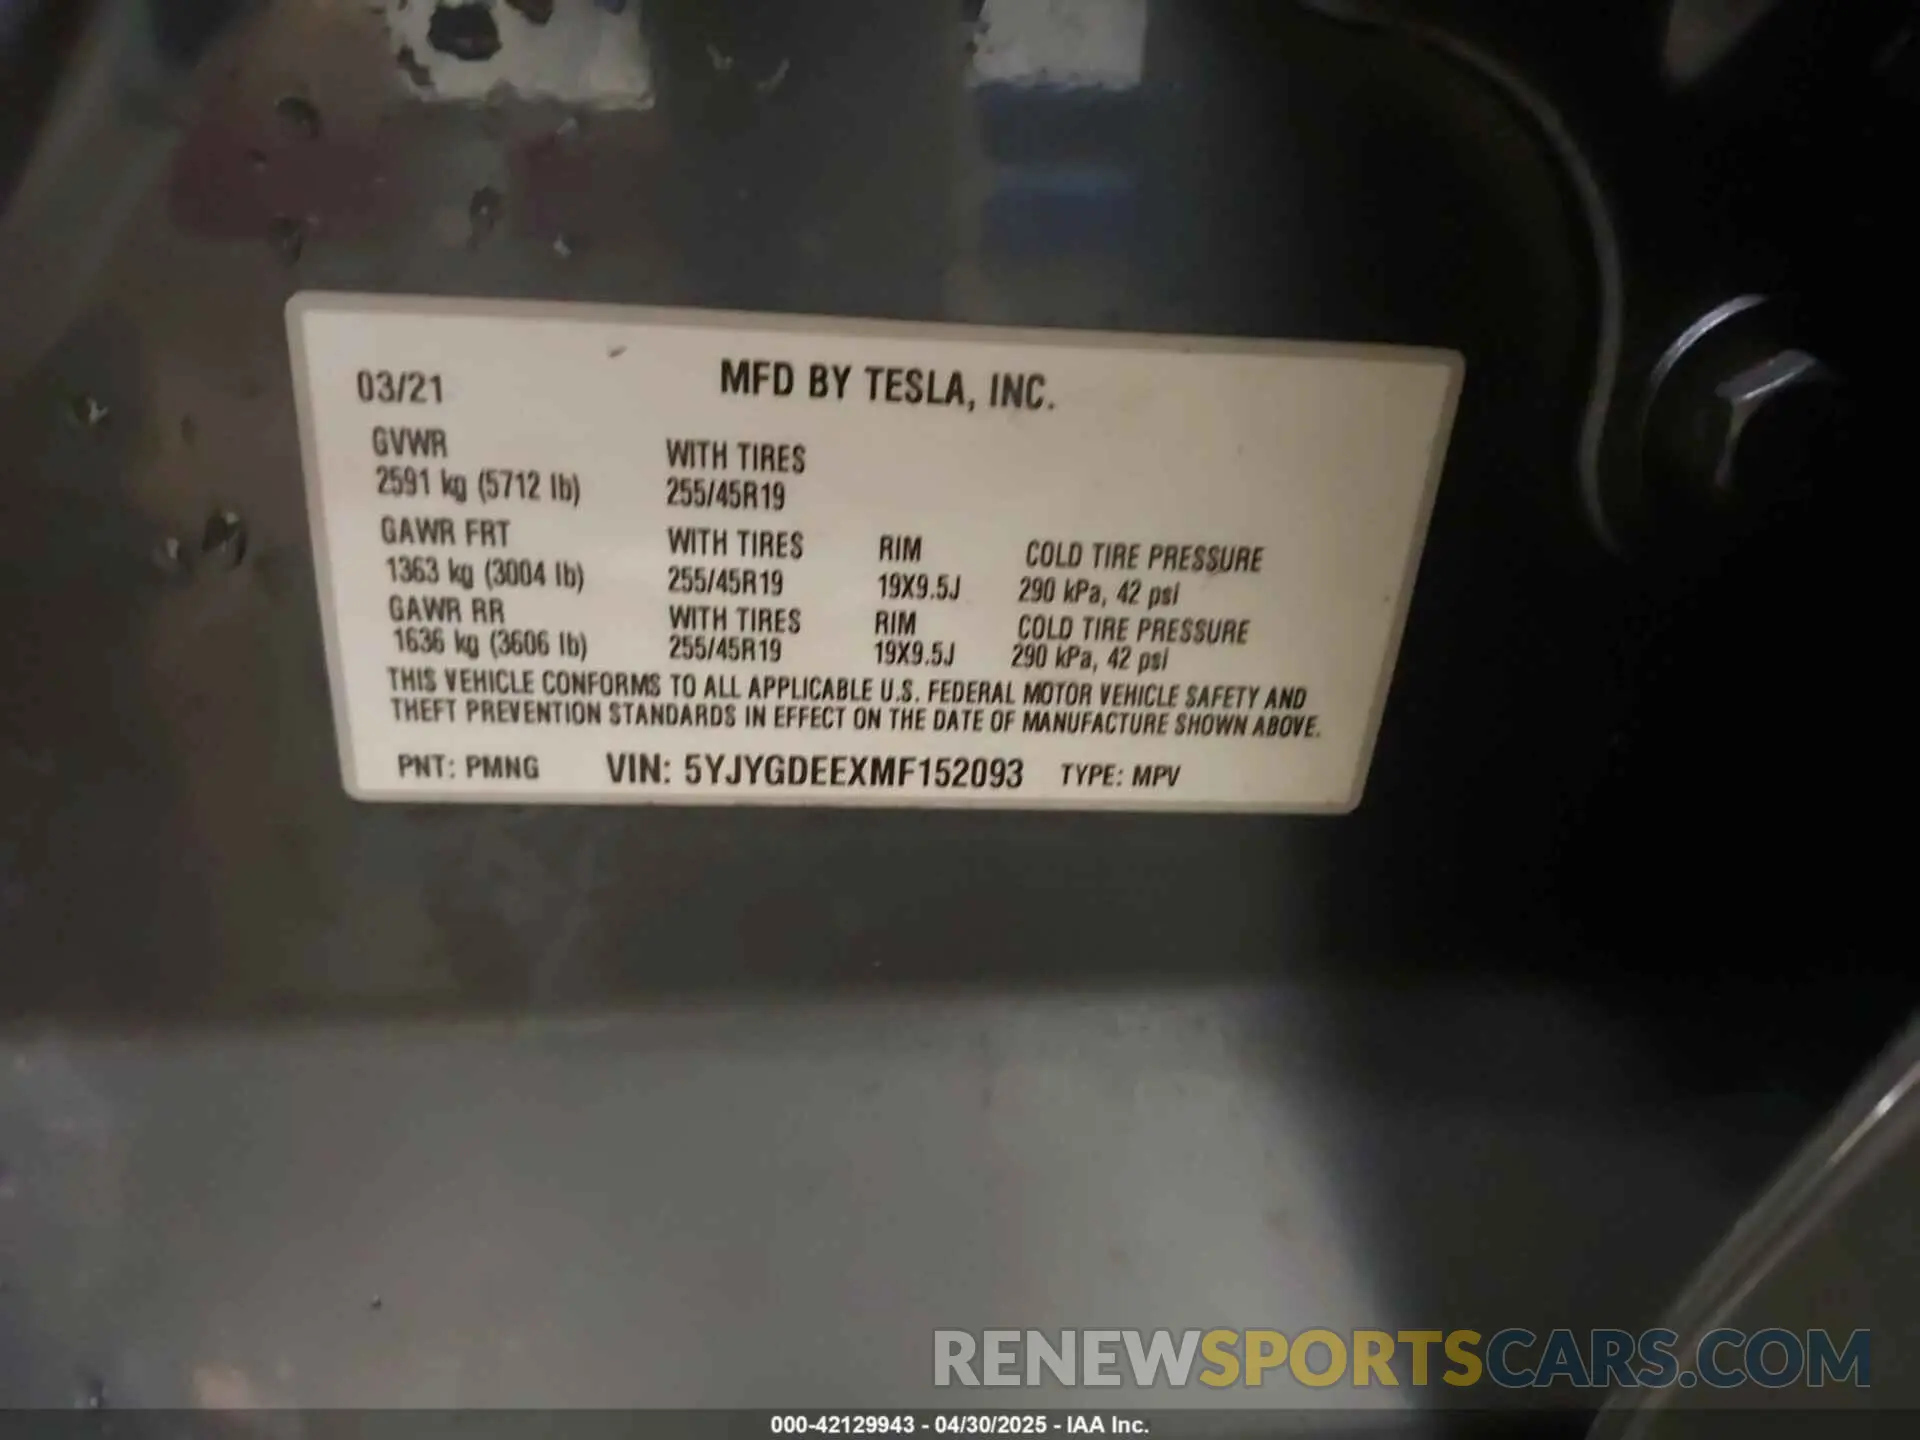 03/21 MFD BY TESLA, INC.
GVWR WITH TIRES
2591 kg (5712 lb) 255/45R19
GAWR FRT WITH TIRES RIM COLD TIRE PRESSURE
1363 kg (3004 lb) 255/45R19 19X9.5J 290 kPa, 42 psi
GAWR RR WITH TIRES RIM COLD TIRE PRESSURE
1636 kg (3606 lb) 255/45R19 19X9.5J 290 kPa, 42 psi
THIS VEHICLE CONFORMS TO ALL APPLICABLE U.S. FEDERAL MOTOR VEHICLE SAFETY AND
THEFT PREVENTION STANDARDS IN EFFECT ON THE DATE OF MANUFACTURE SHOWN ABOVE.
PNT: PMNG VIN: 5YJYGDEEXMF152093 TYPE: MPV
RENEWSPORTSCARS.COM
000-42129943 - 04/30/2025 - IAA Inc.